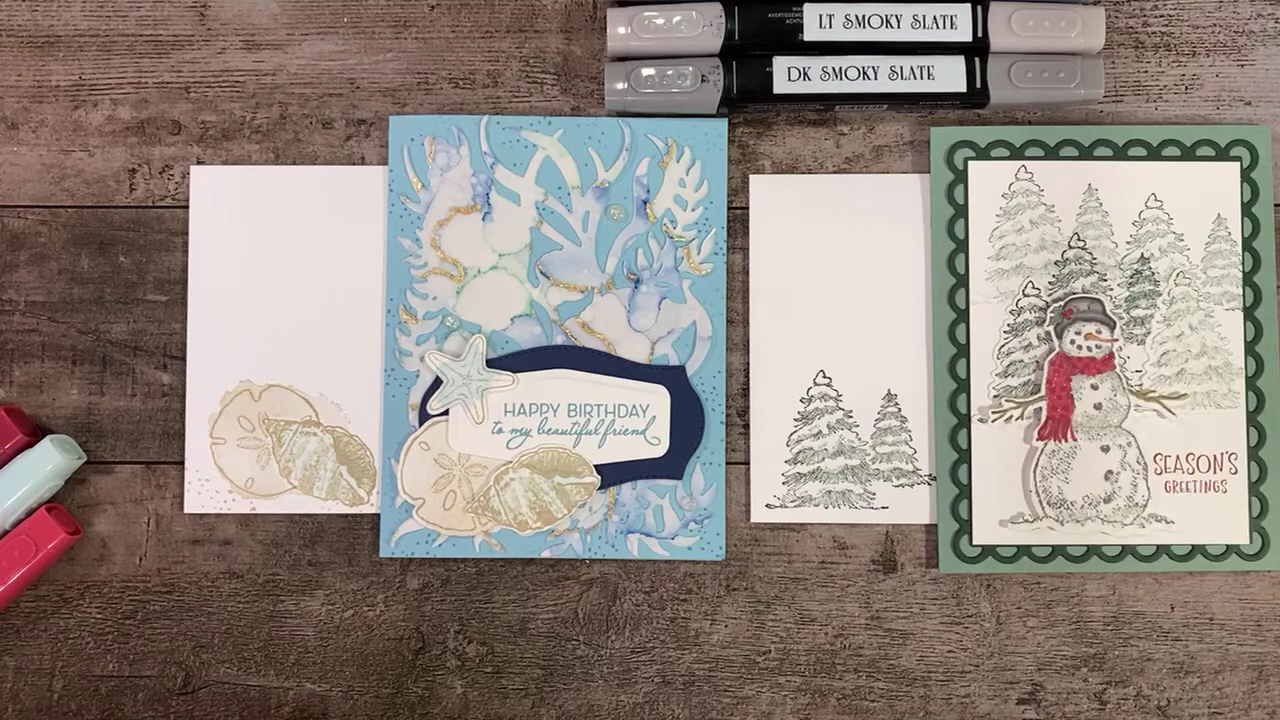 LT SMOKY SLATE
DK SMOKY SLATE
HAPPY BIRTHDAY
to my beautiful friend
SEASON'S
GREETINGS